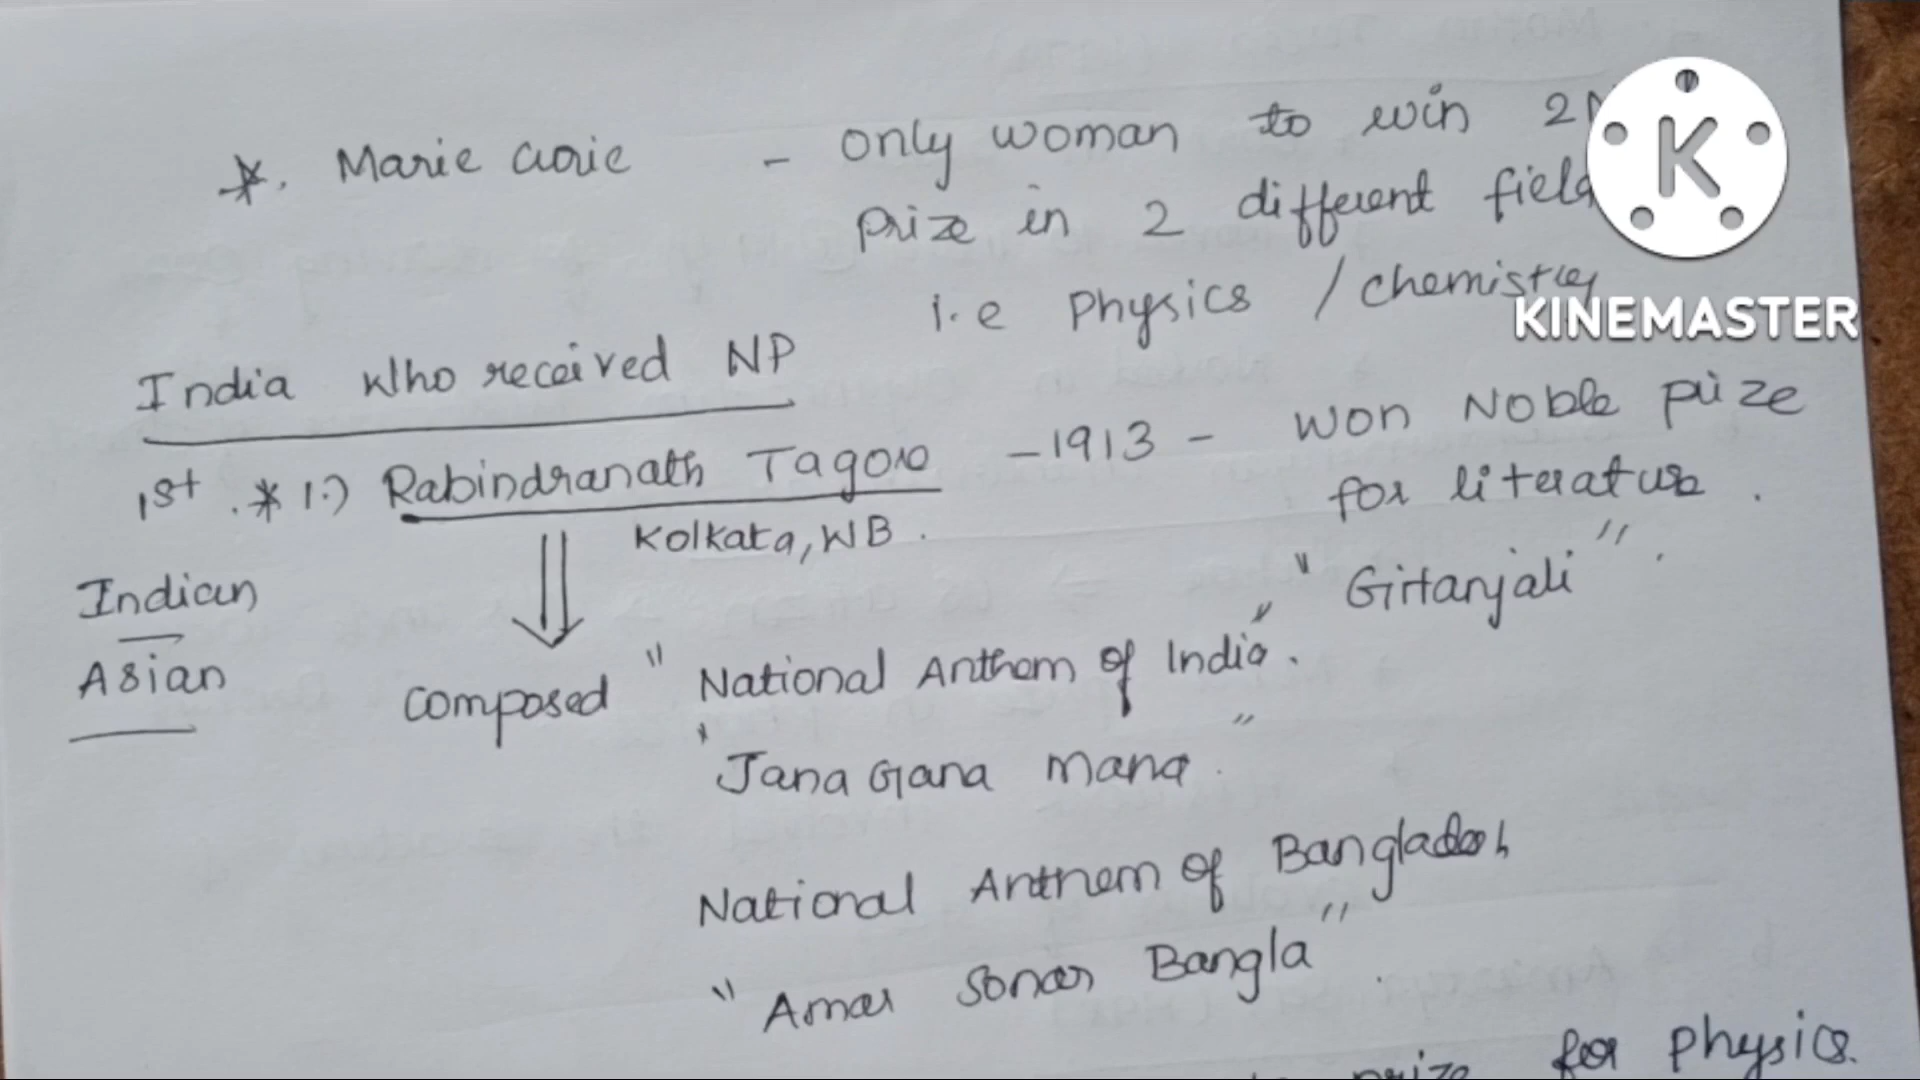 *. Marie Curie - only woman to win 2
prize in 2 different field
i.e Physics / chemistry
KINEMASTER
India who received NP
1st .* 1.) Rabindranath Tagore - 1913 - won Noble prize
for literature .
Kolkata, WB .
"Gitanjali" .
Indian
Asian
composed "National Anthem of India".
"Jana Gana Mana"
National Anthem of Bangladesh
"Amar Sonar Bangla" .
prize for physics.